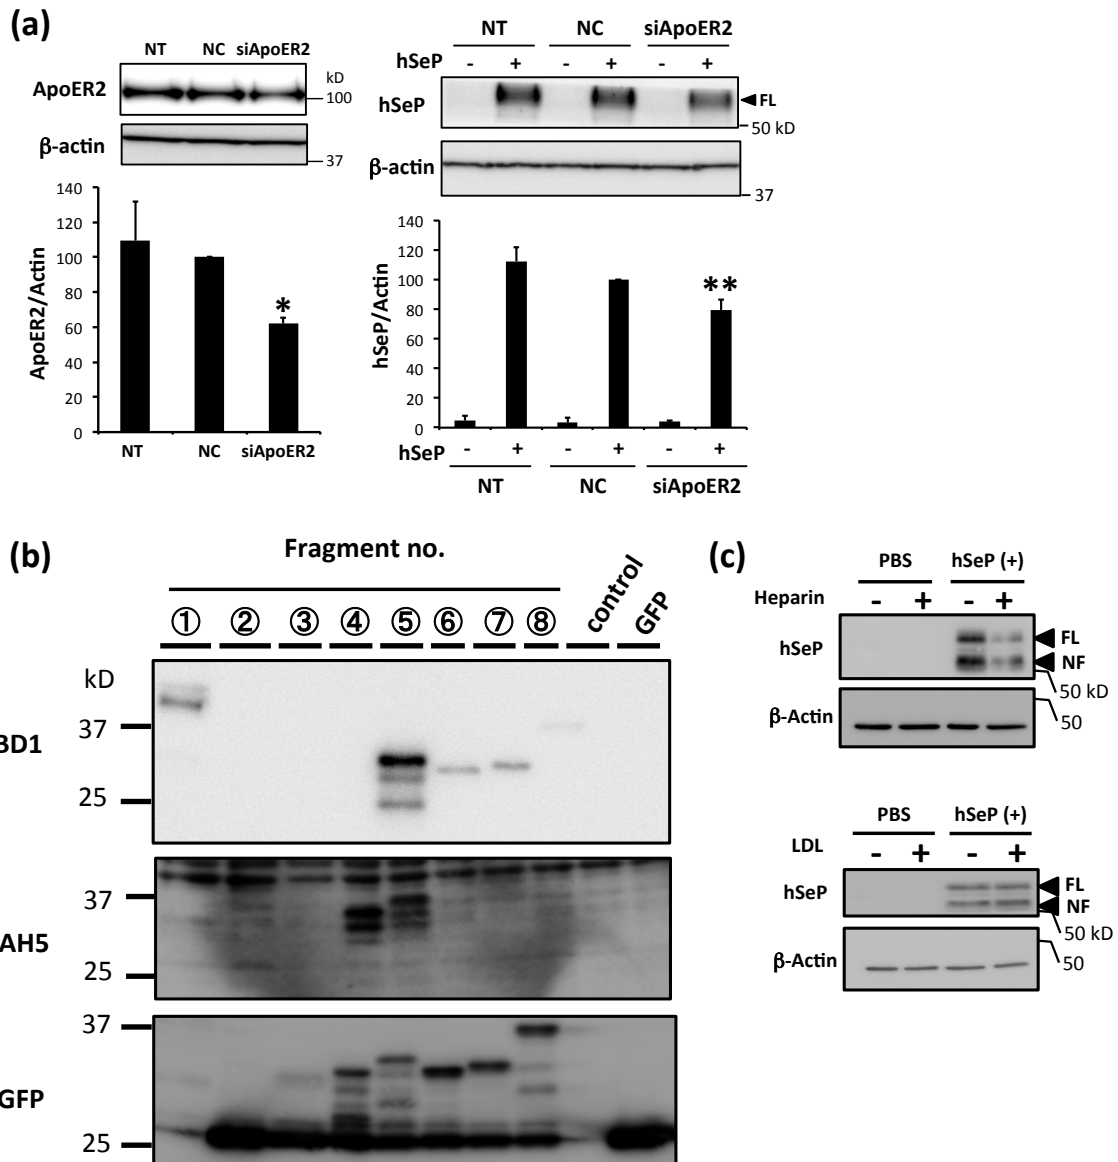 (a)
NT NC siApoER2
ApoER2
kD
100
β-actin
37
140
120
100
80
60
40
20
0
ApoER2/Actin
*
NT NC siApoER2
NT NC siApoER2
hSeP - + - + - +
hSeP
FL
50 kD
β-actin
37
140
120
100
80
60
40
20
0
hSeP/Actin
**
hSeP - + - + - +
NT NC siApoER2
(b)
Fragment no.
① ② ③ ④ ⑤ ⑥ ⑦ ⑧ control GFP
kD
37
BD1
25
37
AH5
25
37
GFP
25
(c)
PBS hSeP (+)
Heparin - + - +
hSeP
FL
NF
50 kD
β-Actin
50
PBS hSeP (+)
LDL - + - +
hSeP
FL
NF
50 kD
β-Actin
50